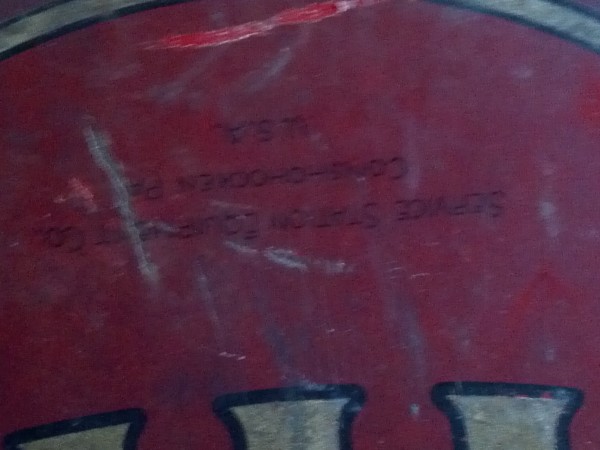 Service Station Equipment Co.
Conshohocken Pa
U.S.A.